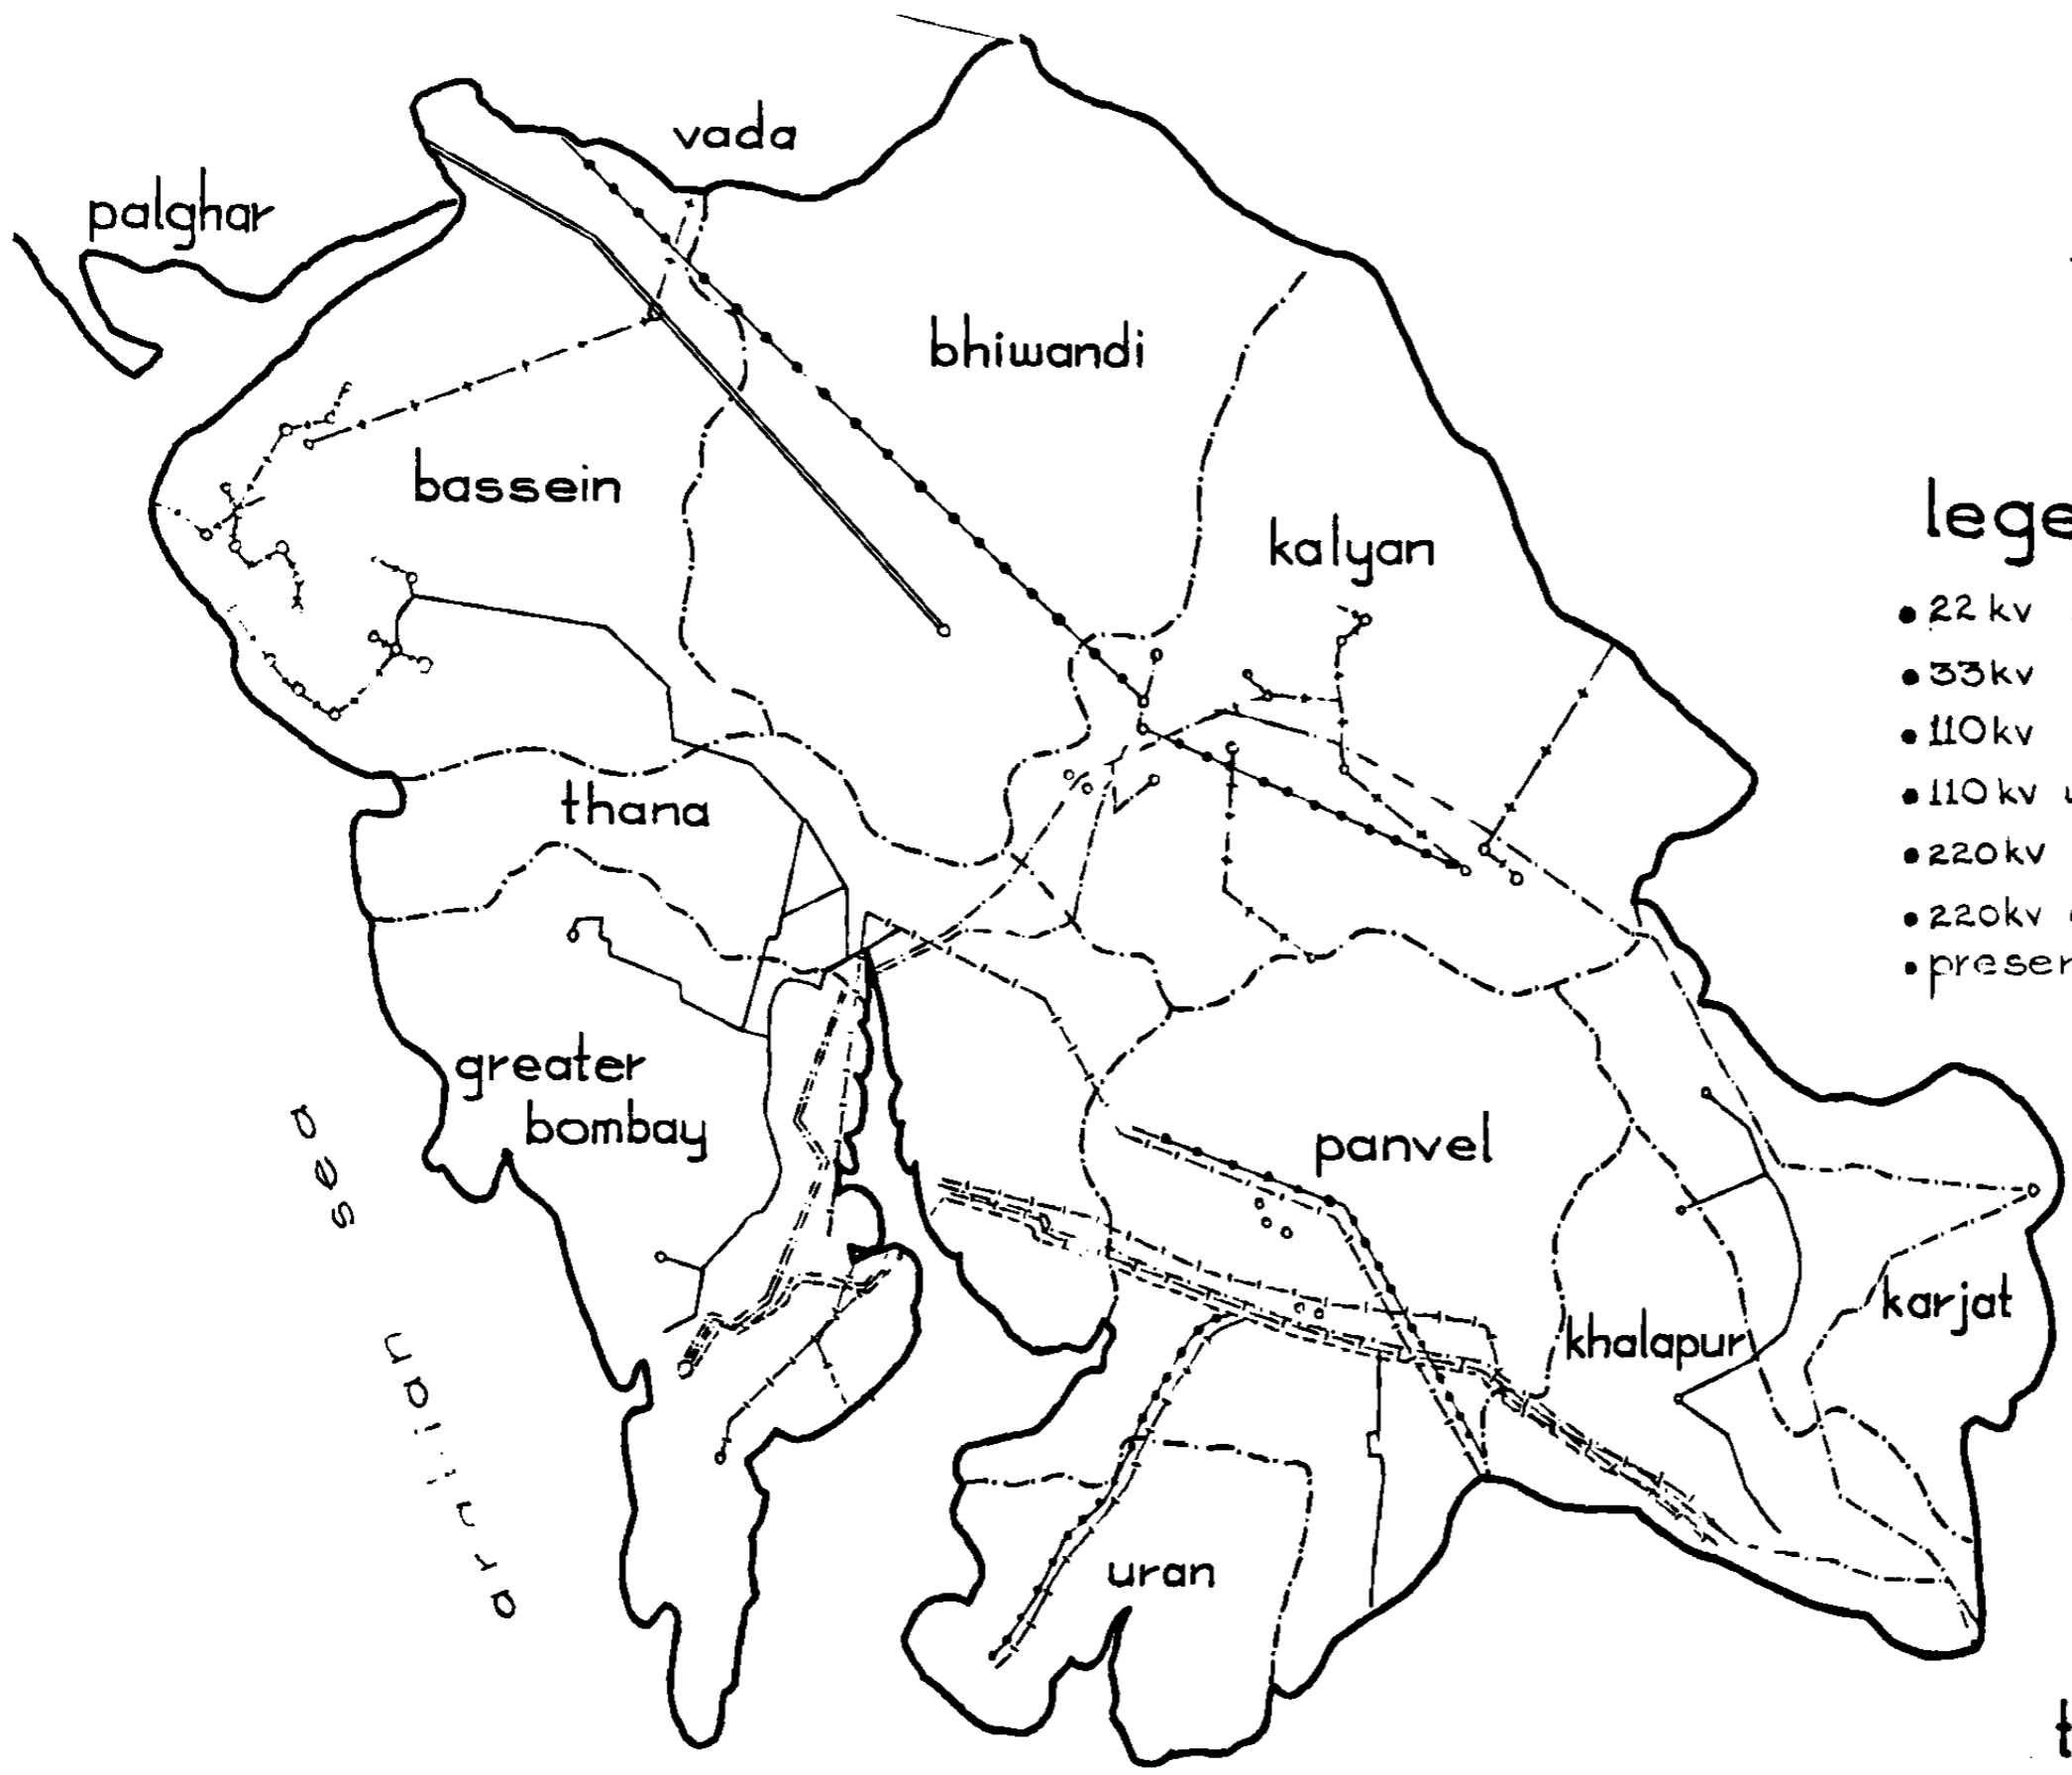 vada
palghar
bhiwandi
bassein
kalyan
thana
greater
bombay
panvel
khalapur
karjat
uran
arabian sea
lege
• 22 kv
• 33kv
• 110kv
• 110 kv u
• 220kv
• 220kv
• preser
t